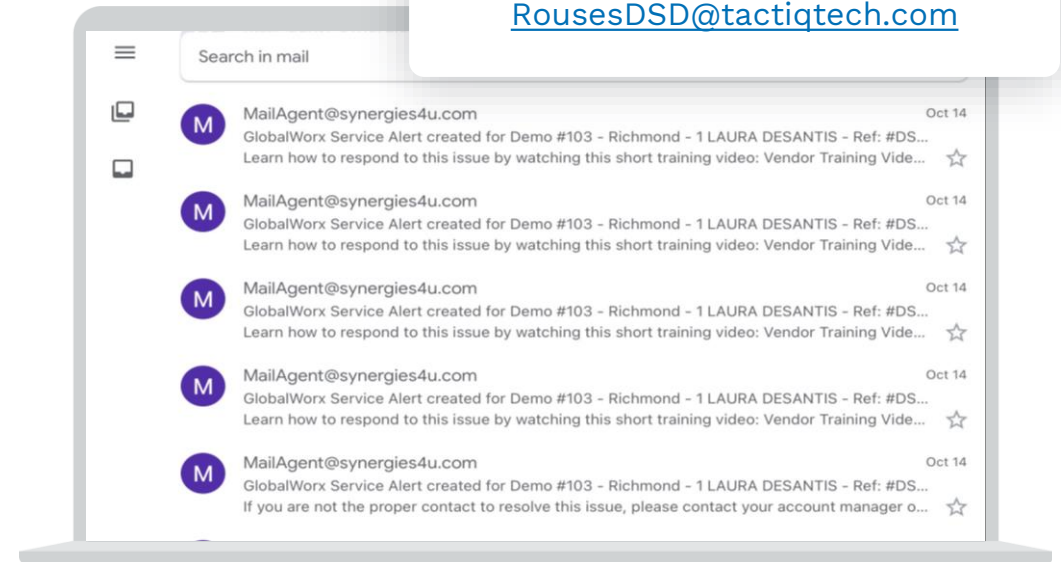 RousesDSD@tactiqtech.com
Search in mail
M
MailAgent@synergies4u.com
Oct 14
GlobalWorx Service Alert created for Demo #103 - Richmond - 1 LAURA DESANTIS - Ref: #DS...
Learn how to respond to this issue by watching this short training video: Vendor Training Vide...
M
MailAgent@synergies4u.com
Oct 14
GlobalWorx Service Alert created for Demo #103 - Richmond - 1 LAURA DESANTIS - Ref: #DS...
Learn how to respond to this issue by watching this short training video: Vendor Training Vide...
M
MailAgent@synergies4u.com
Oct 14
GlobalWorx Service Alert created for Demo #103 - Richmond - 1 LAURA DESANTIS - Ref: #DS...
Learn how to respond to this issue by watching this short training video: Vendor Training Vide...
M
MailAgent@synergies4u.com
Oct 14
GlobalWorx Service Alert created for Demo #103 - Richmond - 1 LAURA DESANTIS - Ref: #DS...
Learn how to respond to this issue by watching this short training video: Vendor Training Vide...
M
MailAgent@synergies4u.com
Oct 14
GlobalWorx Service Alert created for Demo #103 - Richmond - 1 LAURA DESANTIS - Ref: #DS...
If you are not the proper contact to resolve this issue, please contact your account manager o...